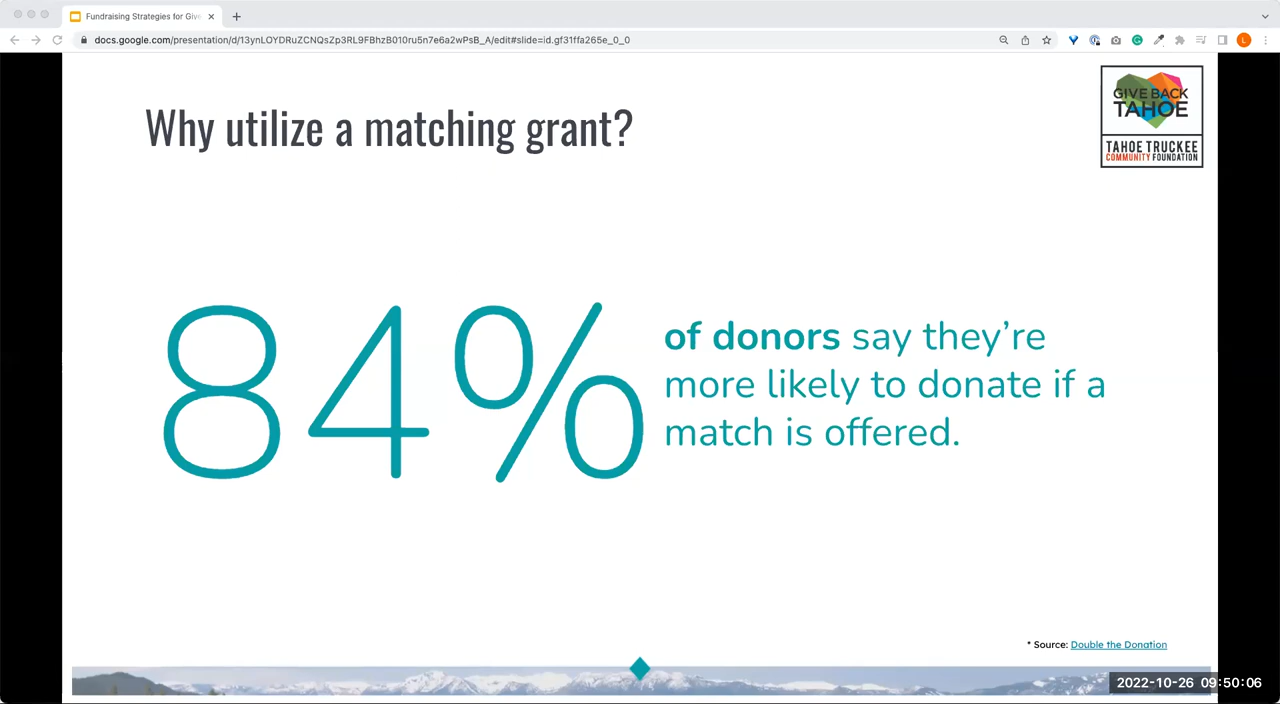 Fundraising Strategies for Give
docs.google.com/presentation/d/13ynLOYDRuZCNQsZp3RL9FBhzB010ru5n7e6a2wPsB_A/edit#slide=id.gf31ffa265e_0_0
L
GIVE BACK
TAHOE
TAHOE TRUCKEE
COMMUNITY FOUNDATION
Why utilize a matching grant?
84%
of donors say they’re
more likely to donate if a
match is offered.
* Source: Double the Donation
2022-10-26 09:50:06